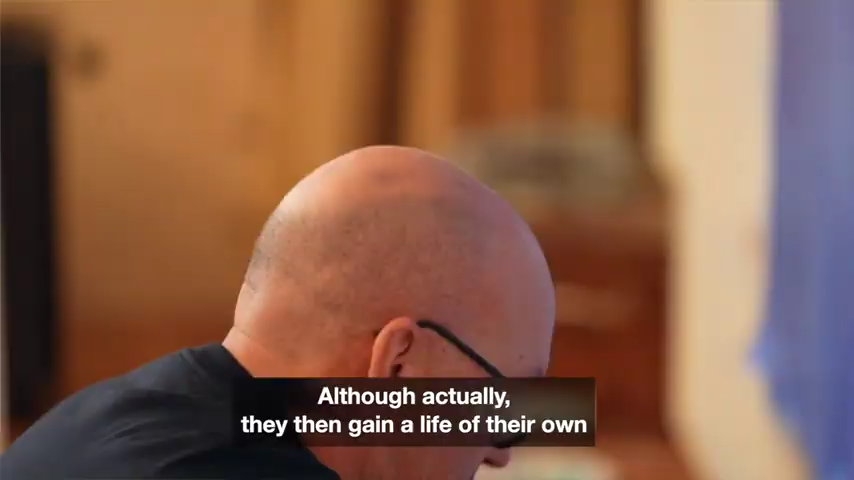 Although actually,
they then gain a life of their own